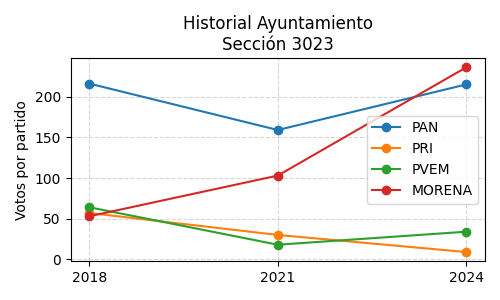 Historial Ayuntamiento
Sección 3023
Votos por partido
200
150
100
50
0
2018
2021
2024
PAN
PRI
PVEM
MORENA